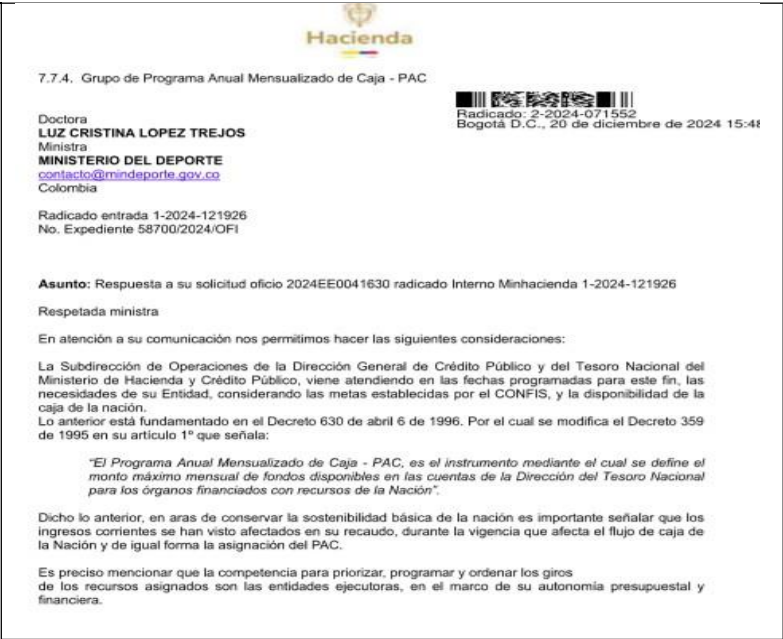 Hacienda
7.7.4. Grupo de Programa Anual Mensualizado de Caja - PAC
Radicado: 2-2024-071552
Bogotá D.C., 20 de diciembre de 2024 15:48
Doctora
LUZ CRISTINA LOPEZ TREJOS
Ministra
MINISTERIO DEL DEPORTE
contacto@mindeporte.gov.co
Colombia
Radicado entrada 1-2024-121926
No. Expediente 58700/2024/OFI
Asunto: Respuesta a su solicitud oficio 2024EE0041630 radicado Interno Minhacienda 1-2024-121926
Respetada ministra
En atención a su comunicación nos permitimos hacer las siguientes consideraciones:
La Subdirección de Operaciones de la Dirección General de Crédito Público y del Tesoro Nacional del
Ministerio de Hacienda y Crédito Público, viene atendiendo en las fechas programadas para este fin, las
necesidades de su Entidad, considerando las metas establecidas por el CONFIS, y la disponibilidad de la
caja de la nación.
Lo anterior está fundamentado en el Decreto 630 de abril 6 de 1996. Por el cual se modifica el Decreto 359
de 1995 en su artículo 1º que señala:
"El Programa Anual Mensualizado de Caja - PAC, es el instrumento mediante el cual se define el
monto máximo mensual de fondos disponibles en las cuentas de la Dirección del Tesoro Nacional
para los órganos financiados con recursos de la Nación".
Dicho lo anterior, en aras de conservar la sostenibilidad básica de la nación es importante señalar que los
ingresos corrientes se han visto afectados en su recaudo, durante la vigencia que afecta el flujo de caja de
la Nación y de igual forma la asignación del PAC.
Es preciso mencionar que la competencia para priorizar, programar y ordenar los giros
de los recursos asignados son las entidades ejecutoras, en el marco de su autonomía presupuestal y
financiera.